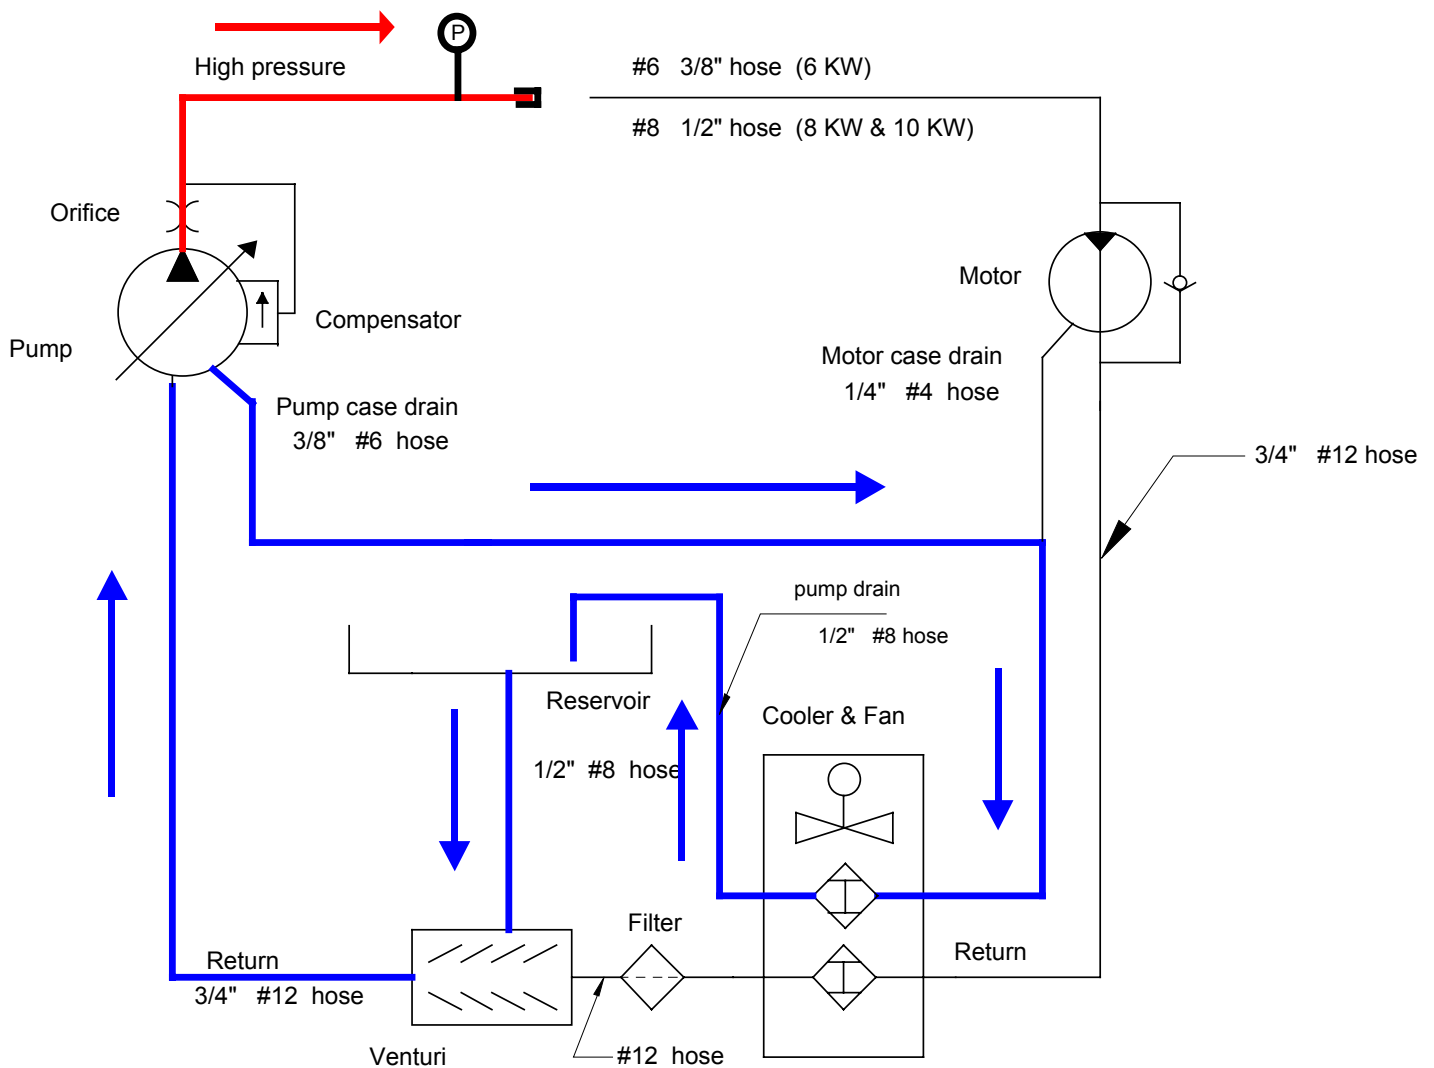 P
High pressure
#6 3/8" hose (6 KW)
#8 1/2" hose (8 KW & 10 KW)
Orifice
Compensator
Pump
Motor
Motor case drain
1/4" #4 hose
Pump case drain
3/8" #6 hose
3/4" #12 hose
pump drain
1/2" #8 hose
Reservoir
Cooler & Fan
1/2" #8 hose
Filter
Return
Return
3/4" #12 hose
Venturi
#12 hose